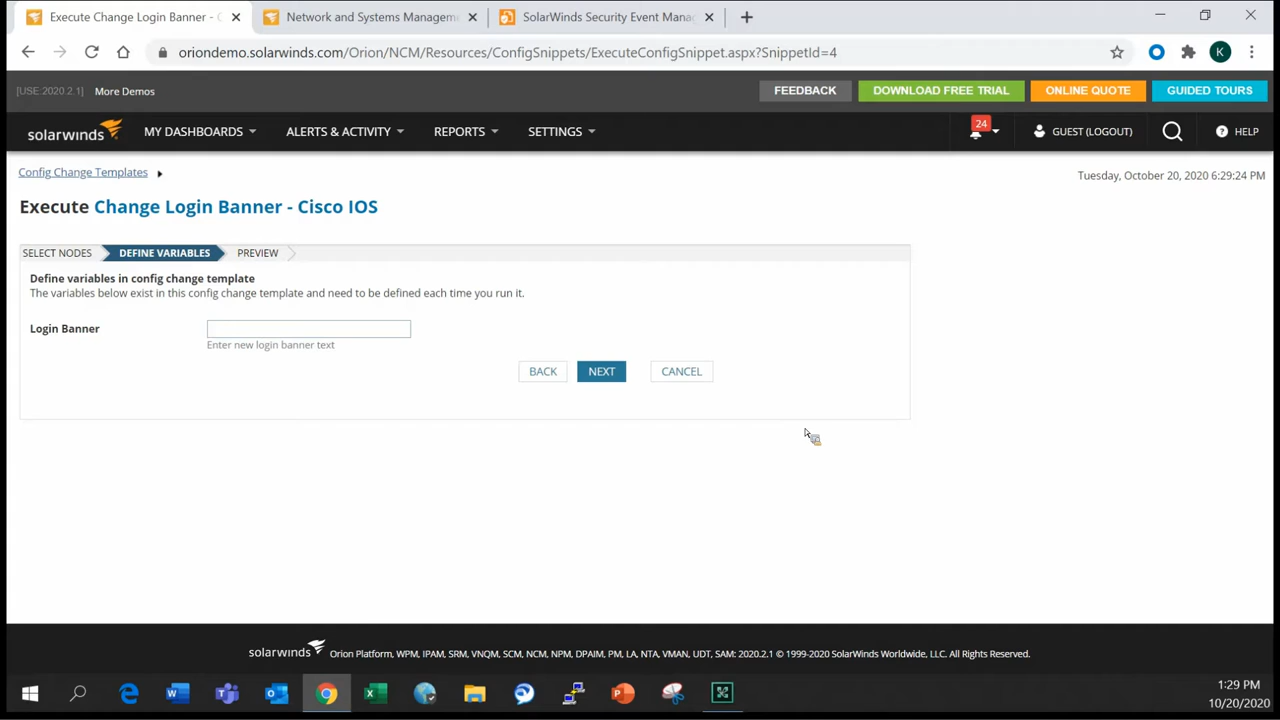 Execute Change Login Banner - C
Network and Systems Managem
SolarWinds Security Event Mana
oriondemo.solarwinds.com/Orion/NCM/Resources/ConfigSnippets/ExecuteConfigSnippet.aspx?SnippetId=4
K
[USE.2020.2.1] More Demos
FEEDBACK
DOWNLOAD FREE TRIAL
ONLINE QUOTE
GUIDED TOURS
solarwinds
MY DASHBOARDS
ALERTS & ACTIVITY
REPORTS
SETTINGS
24
GUEST (LOGOUT)
HELP
Config Change Templates
Tuesday, October 20, 2020 6:29:24 PM
Execute Change Login Banner - Cisco IOS
SELECT NODES
DEFINE VARIABLES
PREVIEW
Define variables in config change template
The variables below exist in this config change template and need to be defined each time you run it.
Login Banner
Enter new login banner text
BACK
NEXT
CANCEL
solarwinds Orion Platform, WPM, IPAM, SRM, VNQM, SCM, NCM, NPM, DPAIM, PM, LA, NTA, VMAN, UDT, SAM: 2020.2.1 © 1999-2020 SolarWinds Worldwide, LLC. All Rights Reserved.
1:29 PM
10/20/2020